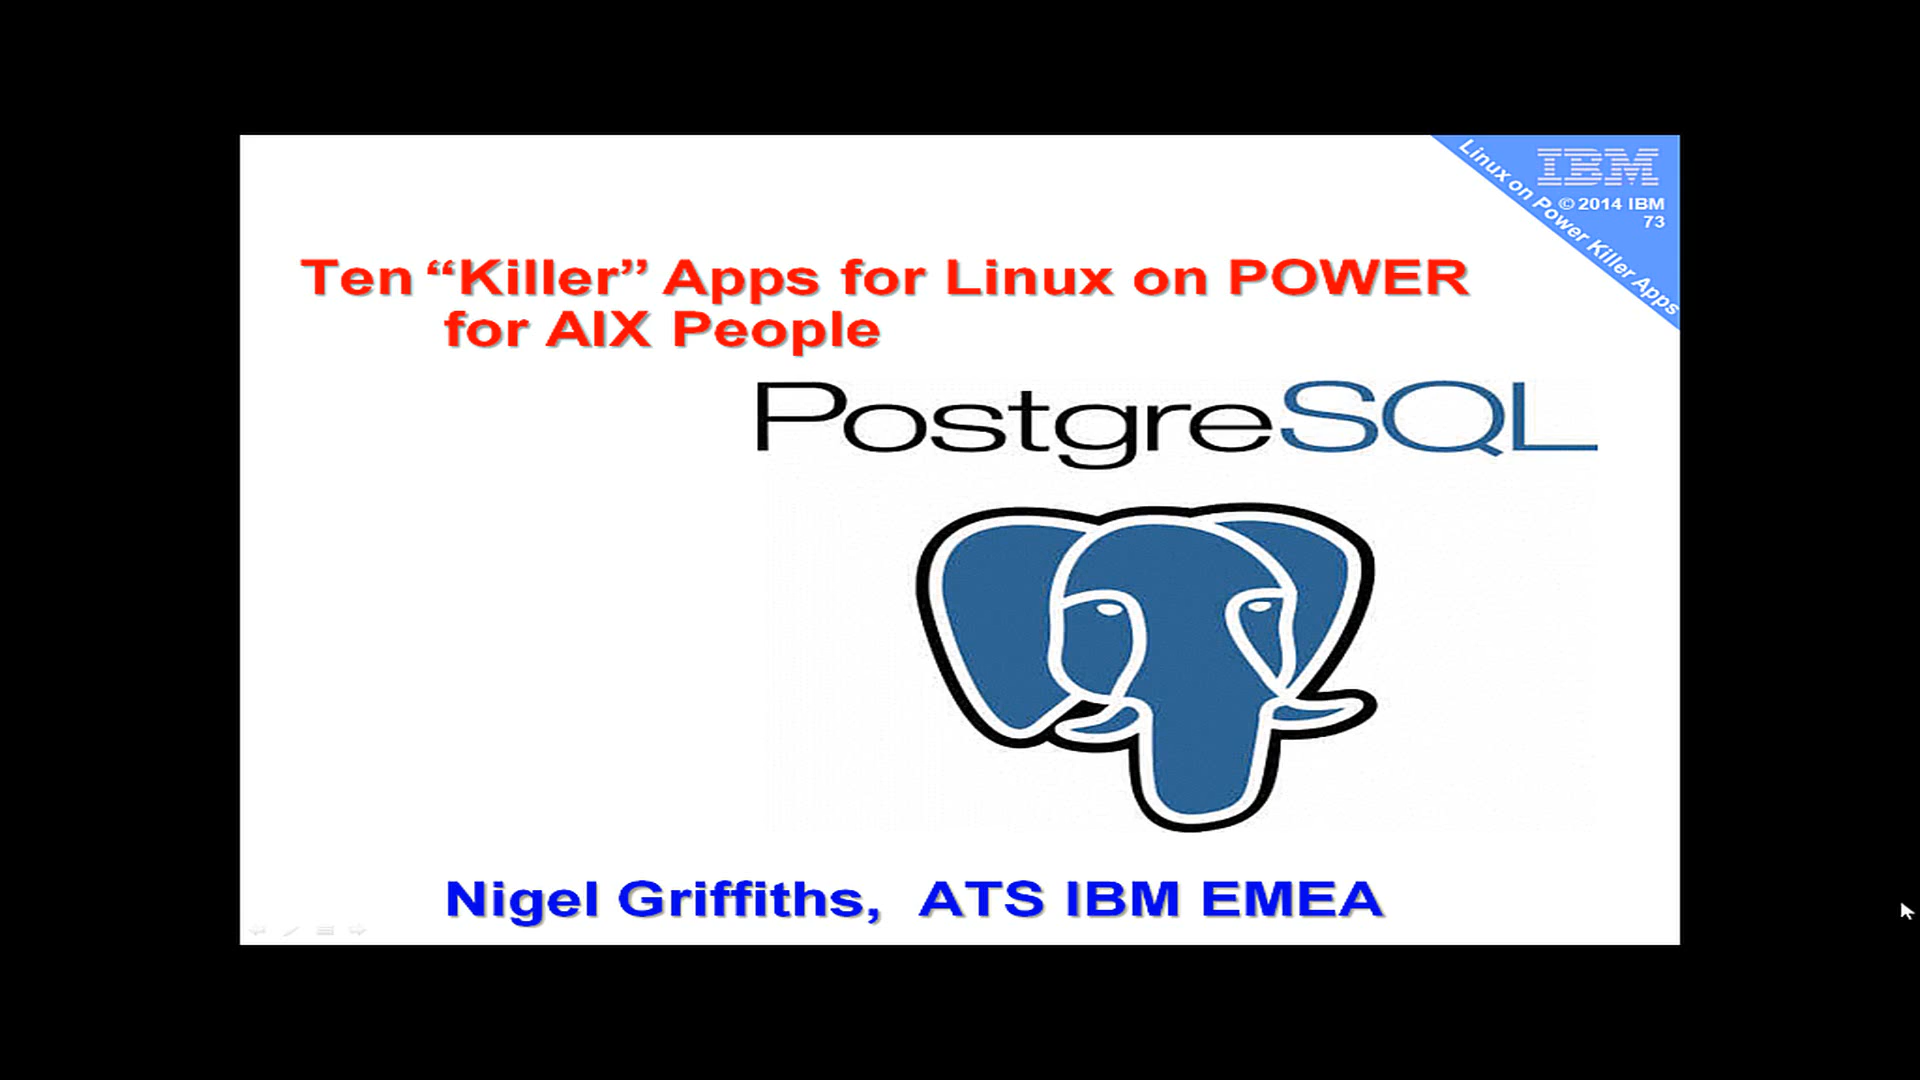 Linux on Power Killer Apps
IBM
© 2014 IBM
73
Ten “Killer” Apps for Linux on POWER
for AIX People
PostgreSQL
Nigel Griffiths, ATS IBM EMEA